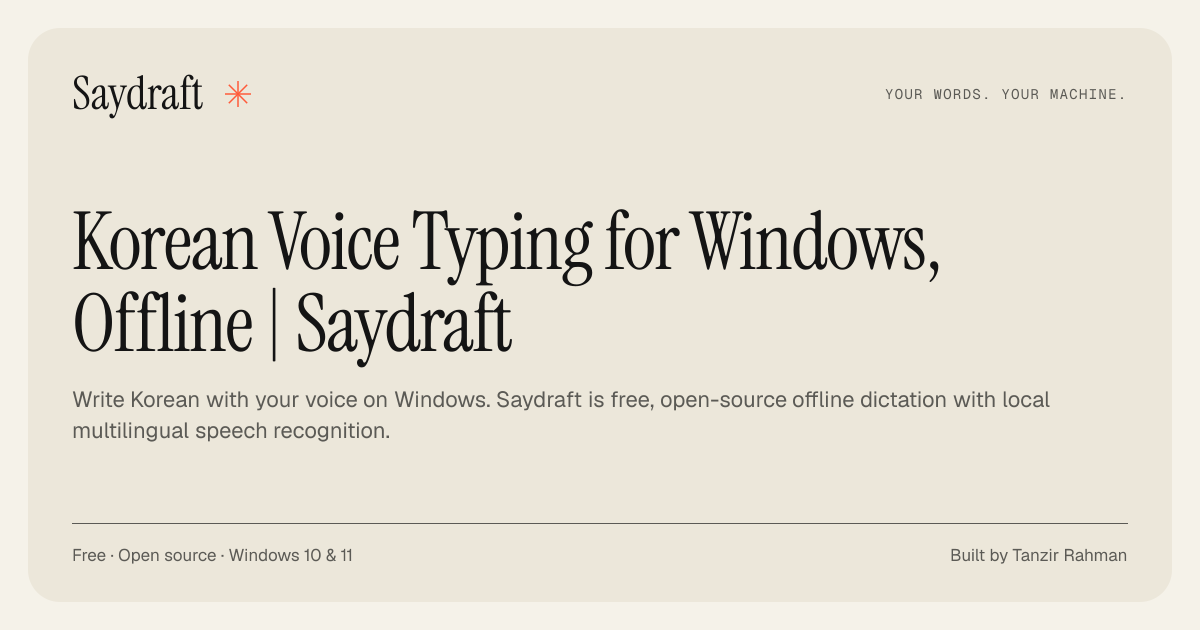 Saydraft
YOUR WORDS. YOUR MACHINE.
Korean Voice Typing for Windows,
Offline | Saydraft
Write Korean with your voice on Windows. Saydraft is free, open-source offline dictation with local
multilingual speech recognition.
Free · Open source · Windows 10 & 11
Built by Tanzir Rahman